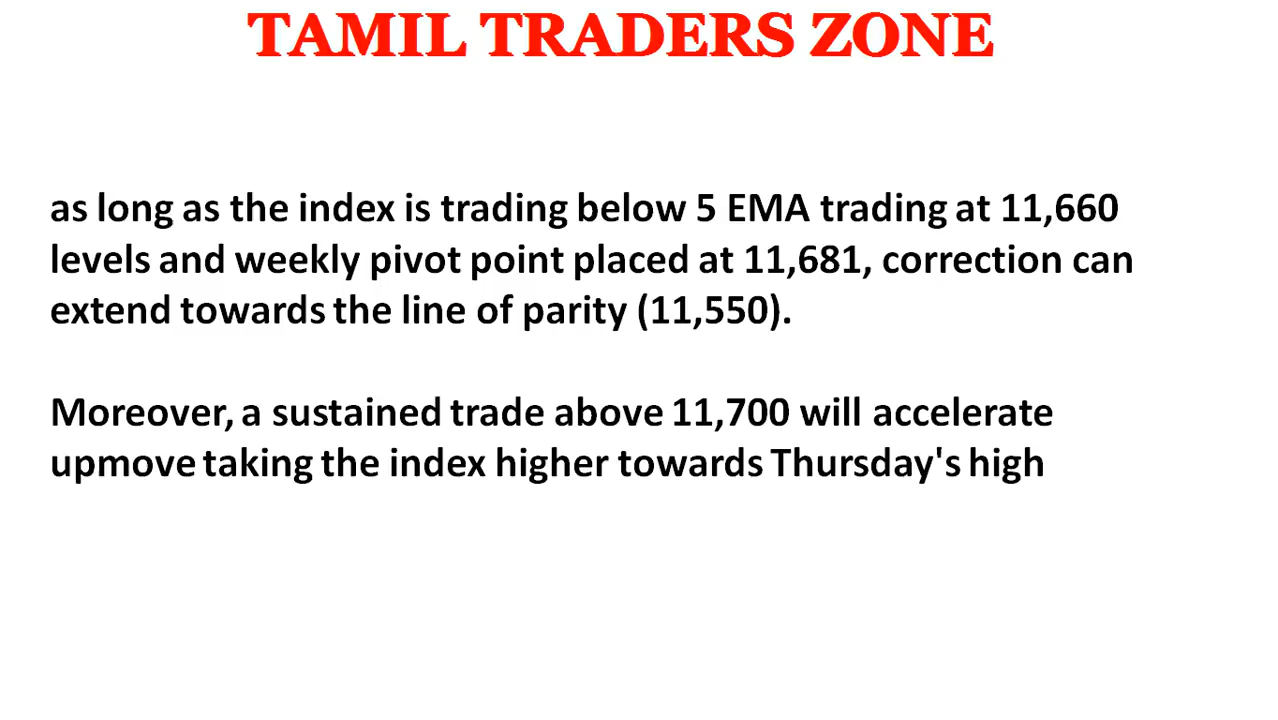 TAMIL TRADERS ZONE
as long as the index is trading below 5 EMA trading at 11,660
levels and weekly pivot point placed at 11,681, correction can
extend towards the line of parity (11,550).
Moreover, a sustained trade above 11,700 will accelerate
upmove taking the index higher towards Thursday's high